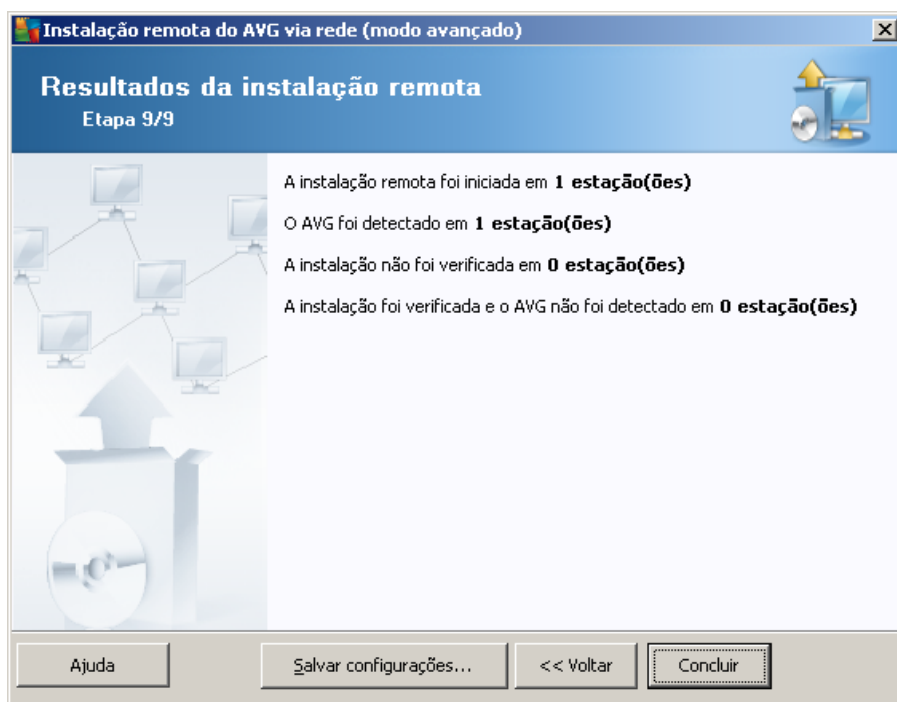 Instalação remota do AVG via rede (modo avançado)
Resultados da instalação remota
Etapa 9/9
A instalação remota foi iniciada em 1 estação(ões)
O AVG foi detectado em 1 estação(ões)
A instalação não foi verificada em 0 estação(ões)
A instalação foi verificada e o AVG não foi detectado em 0 estação(ões)
Ajuda
Salvar configurações...
<< Voltar
Concluir